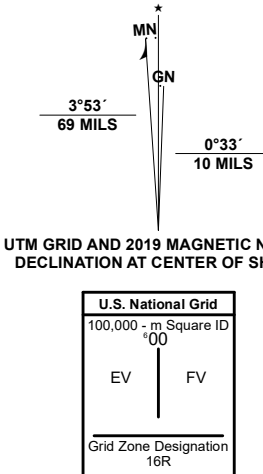 ★
MN
GN
3°53´
69 MILS
0°33´
10 MILS
UTM GRID AND 2019 MAGNETIC N
DECLINATION AT CENTER OF SH
U.S. National Grid
100,000 - m Square ID
⁶00
EV FV
Grid Zone Designation
16R